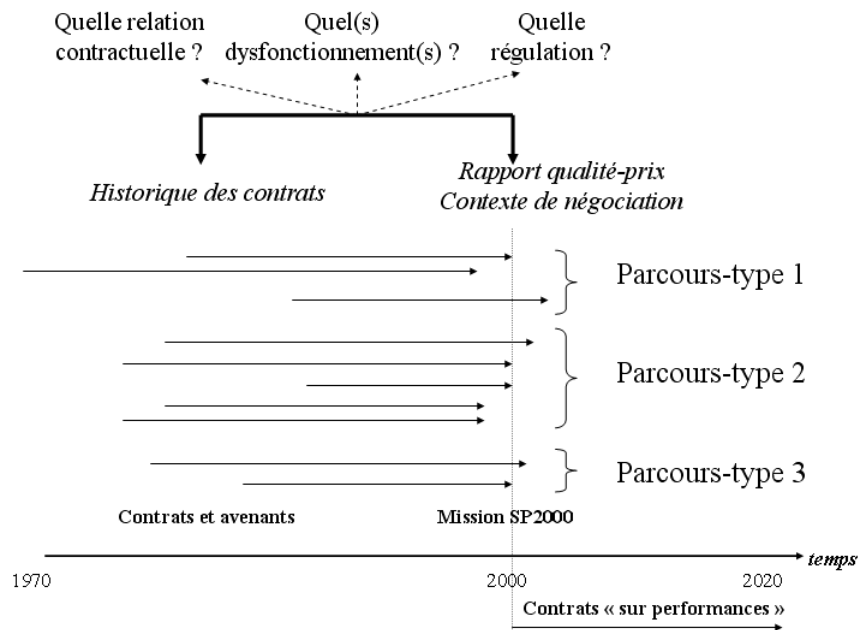 Quelle relation
contractuelle ?
Quel(s)
dysfonctionnement(s) ?
Quelle
régulation ?
Historique des contrats
Rapport qualité-prix
Contexte de négociation
Parcours-type 1
Parcours-type 2
Parcours-type 3
Contrats et avenants
Mission SP2000
temps
1970
2000
2020
Contrats « sur performances »